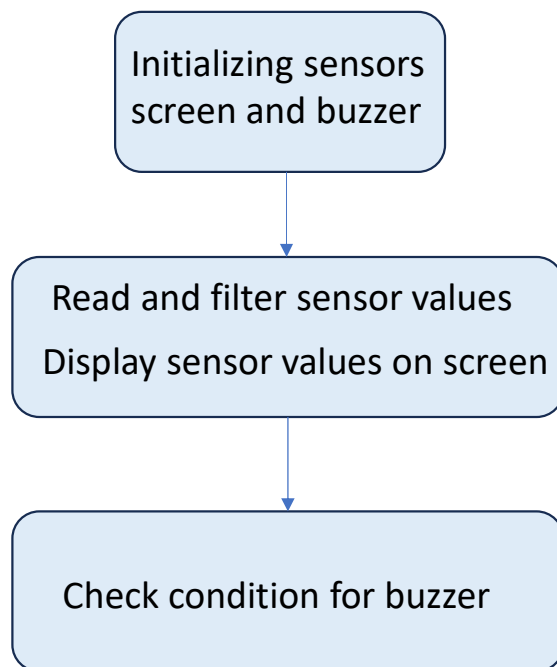 Initializing sensors
screen and buzzer
Read and filter sensor values
Display sensor values on screen
Check condition for buzzer